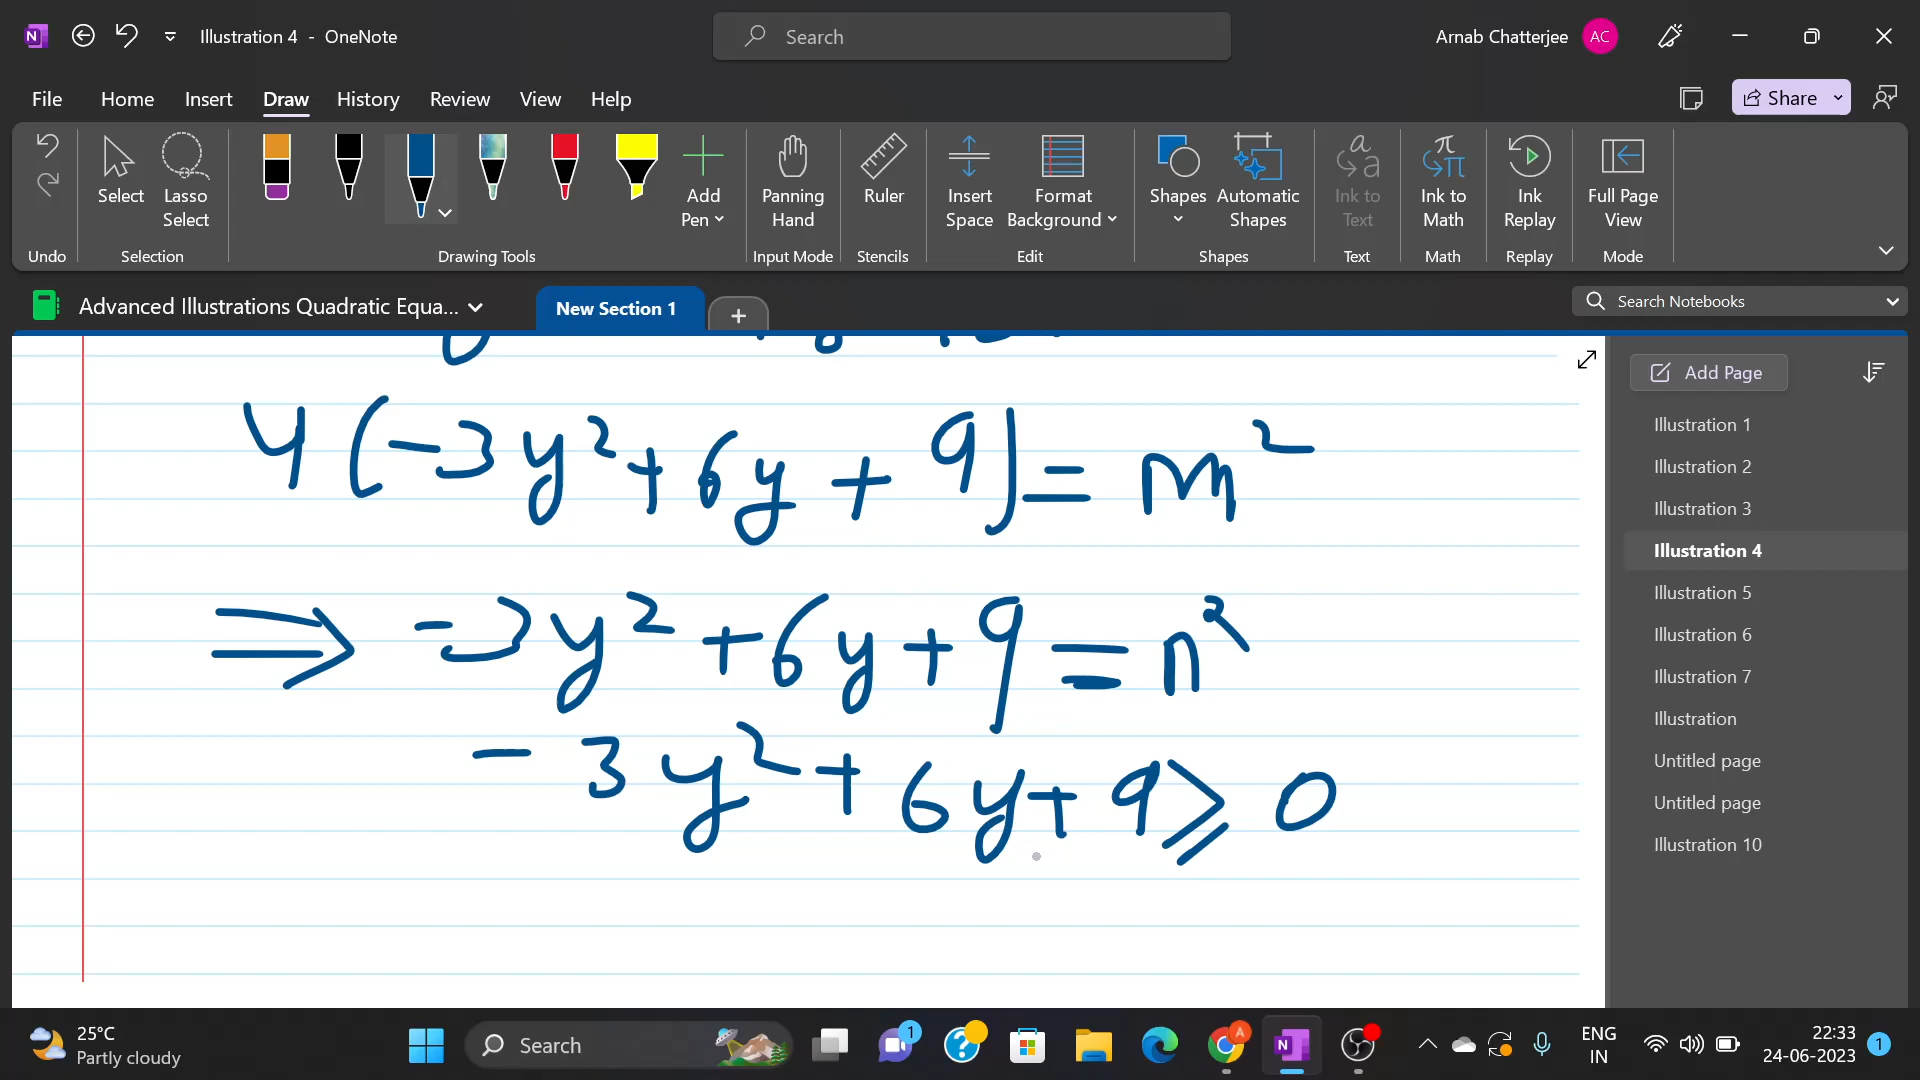 Illustration 4 - OneNote
Search
Arnab Chatterjee AC
File Home Insert Draw History Review View Help
Share
Select
Lasso Select
Add Pen
Panning Hand
Ruler
Insert Space
Format Background
Shapes
Automatic Shapes
Ink to Text
Ink to Math
Ink Replay
Full Page View
Undo Selection Drawing Tools Input Mode Stencils Edit Shapes Text Math Replay Mode
Advanced Illustrations Quadratic Equa...
New Section 1
+
Search Notebooks
4(-3y²+6y+9)=m²
⇒ -3y²+6y+9=n²
-3y²+6y+9⩾0
Add Page
Illustration 1
Illustration 2
Illustration 3
Illustration 4
Illustration 5
Illustration 6
Illustration 7
Illustration
Untitled page
Untitled page
Illustration 10
25°C
Partly cloudy
Search
1
A
ENG
IN
22:33
24-06-2023
1